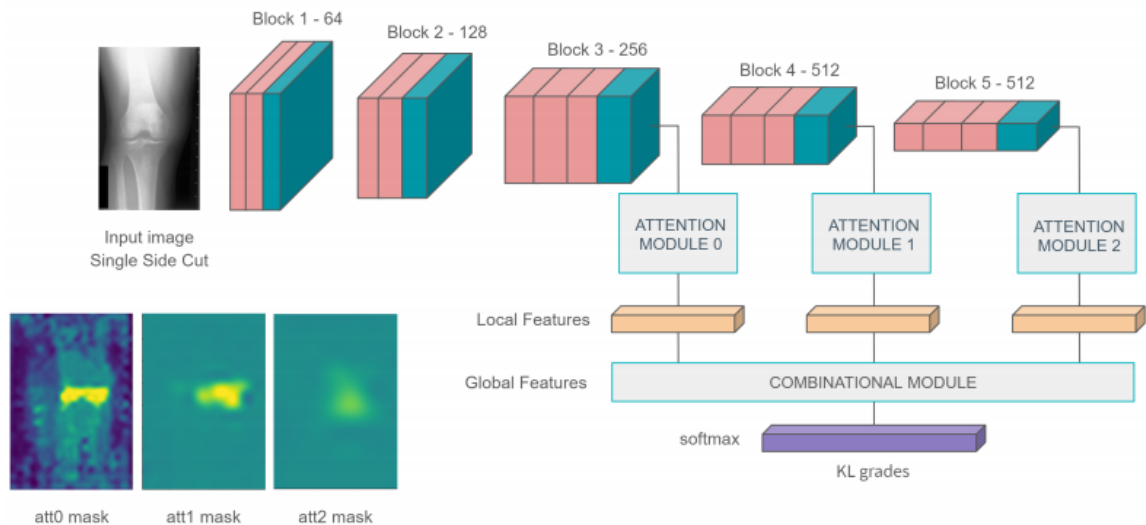 Block 1 - 64
Block 2 - 128
Block 3 - 256
Block 4 - 512
Block 5 - 512
Input image
Single Side Cut
ATTENTION
MODULE 0
ATTENTION
MODULE 1
ATTENTION
MODULE 2
Local Features
Global Features
COMBINATIONAL MODULE
softmax
KL grades
att0 mask
att1 mask
att2 mask